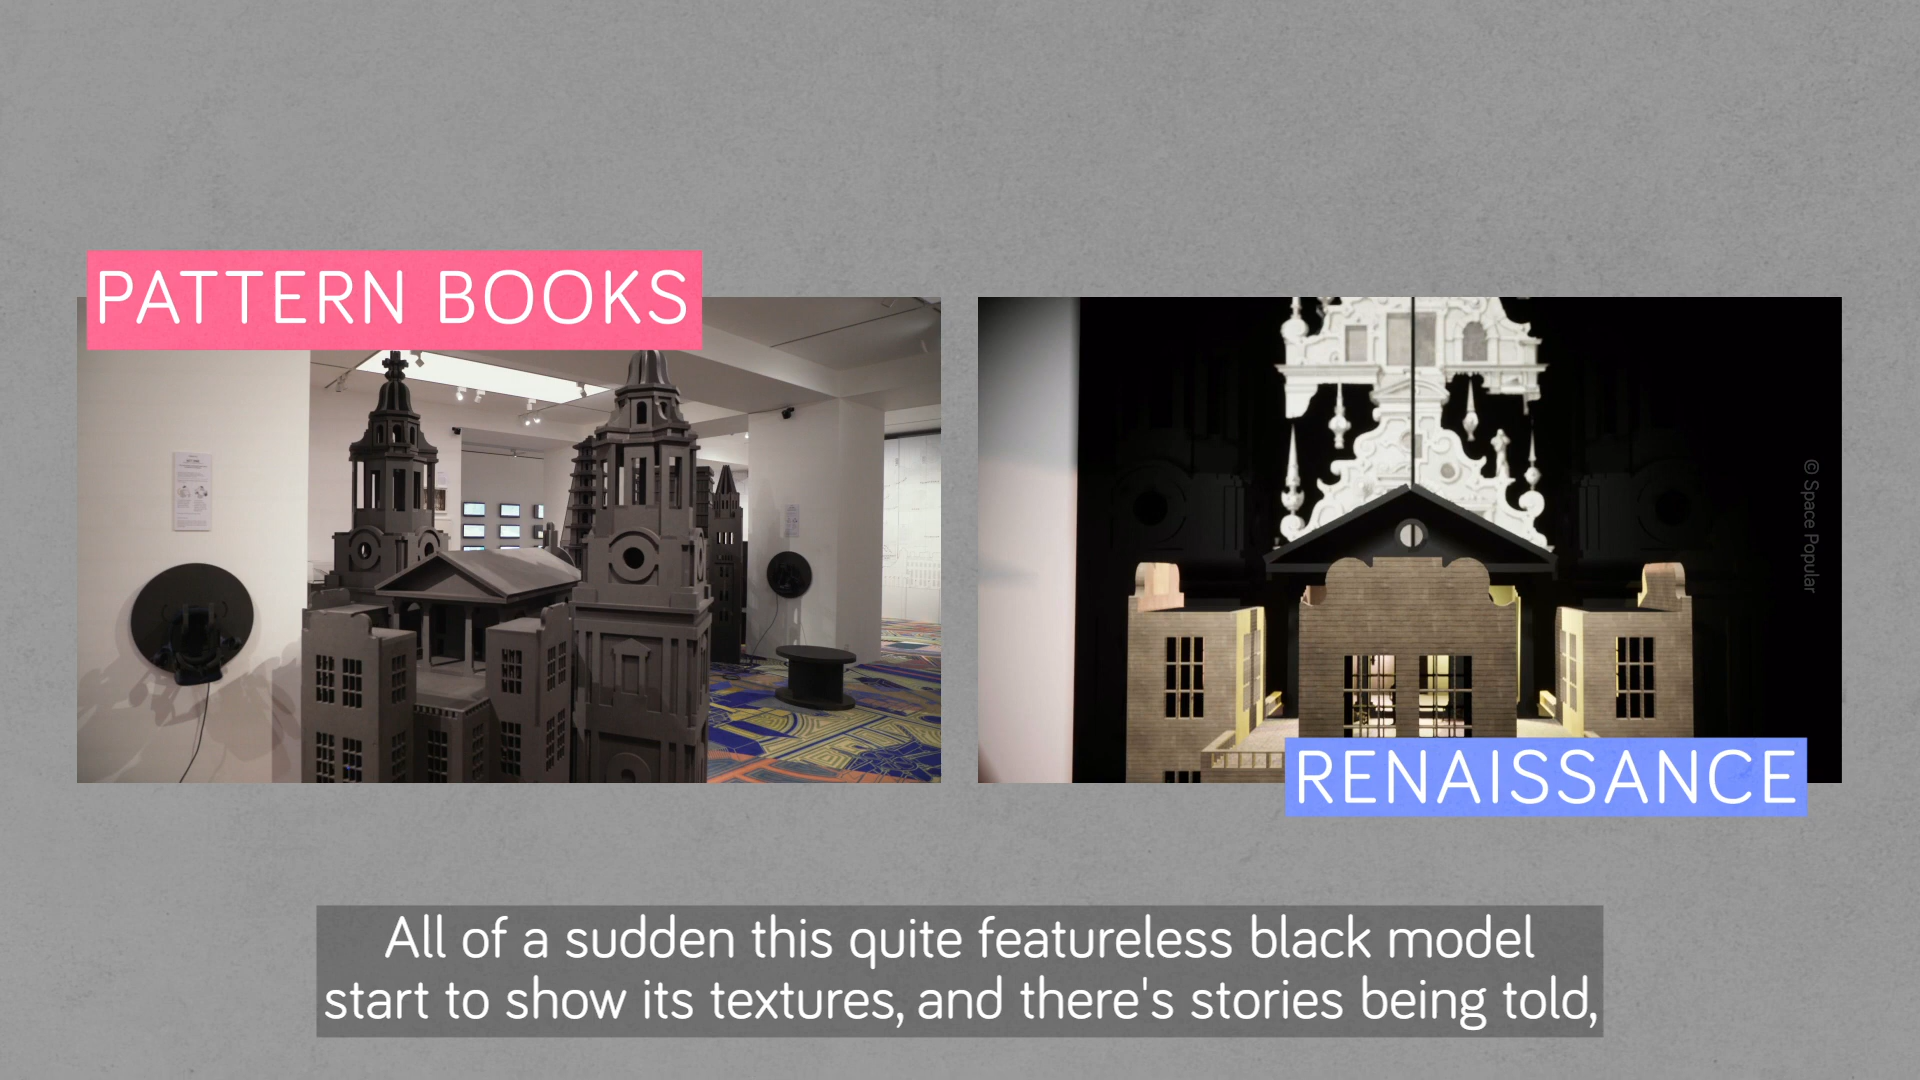 PATTERN BOOKS
© Space Popular
RENAISSANCE
All of a sudden this quite featureless black model
start to show its textures, and there's stories being told,